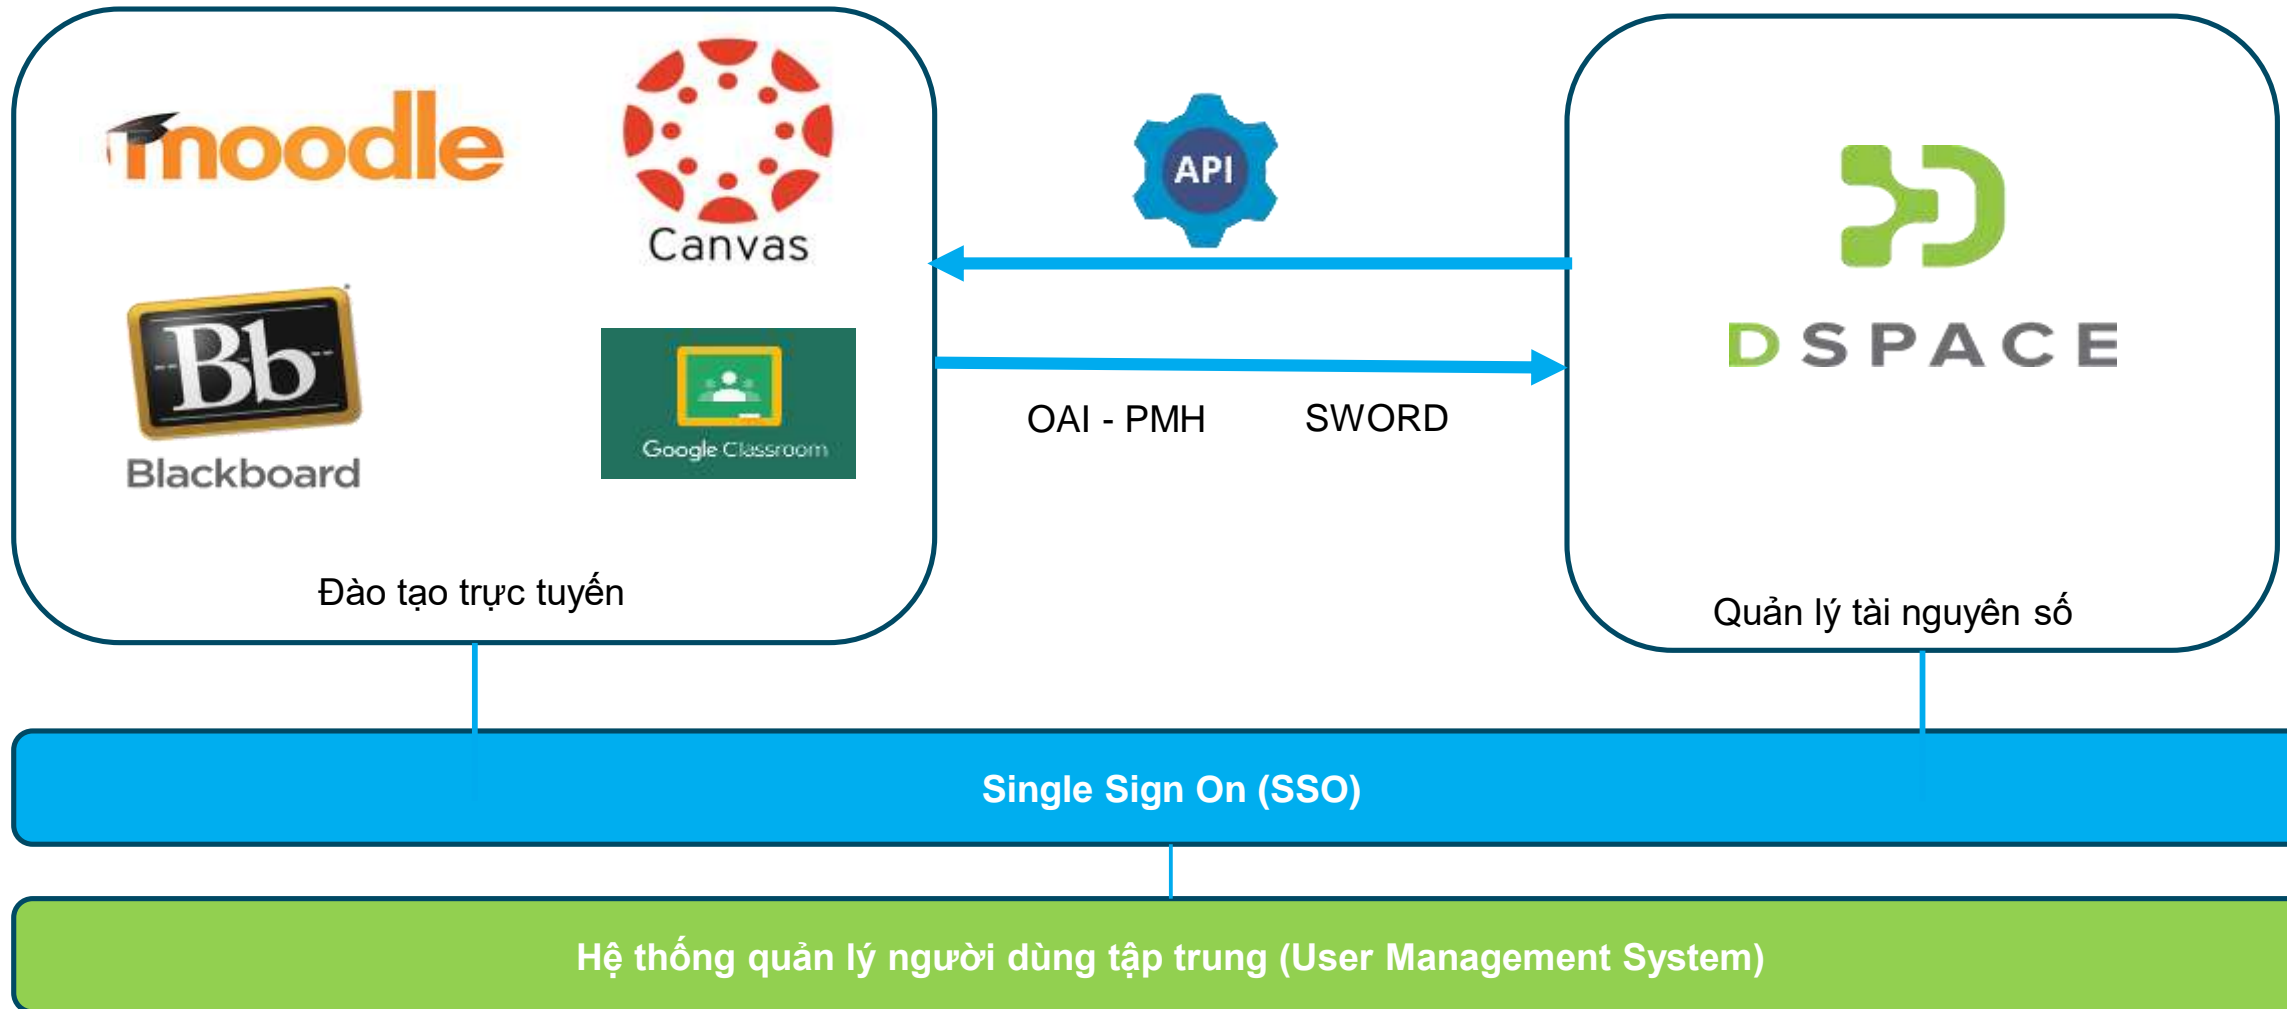 moodle
Canvas
Bb
Blackboard
Google Classroom
Đào tạo trực tuyến
API
OAI - PMH
SWORD
DSPACE
Quản lý tài nguyên số
Single Sign On (SSO)
Hệ thống quản lý người dùng tập trung (User Management System)